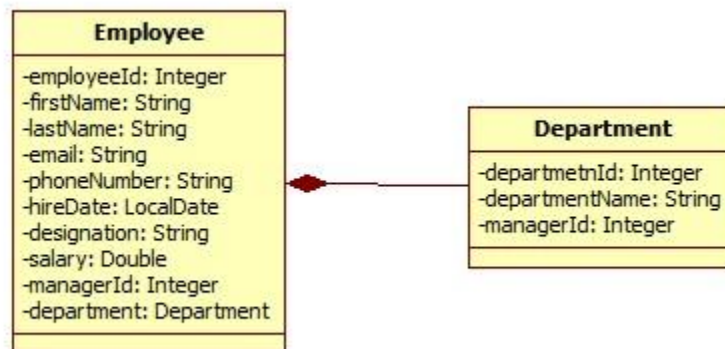 Employee
-employeeId: Integer
-firstName: String
-lastName: String
-email: String
-phoneNumber: String
-hireDate: LocalDate
-designation: String
-salary: Double
-managerId: Integer
-department: Department
Department
-departmetnId: Integer
-departmentName: String
-managerId: Integer